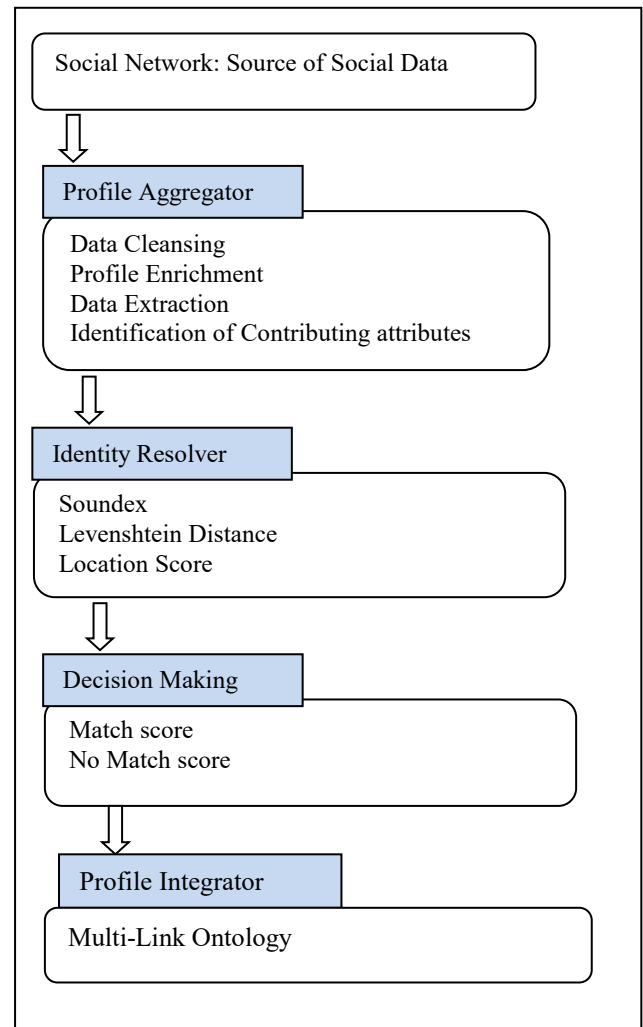 Social Network: Source of Social Data
Profile Aggregator
Data Cleansing
Profile Enrichment
Data Extraction
Identification of Contributing attributes
Identity Resolver
Soundex
Levenshtein Distance
Location Score
Decision Making
Match score
No Match score
Profile Integrator
Multi-Link Ontology